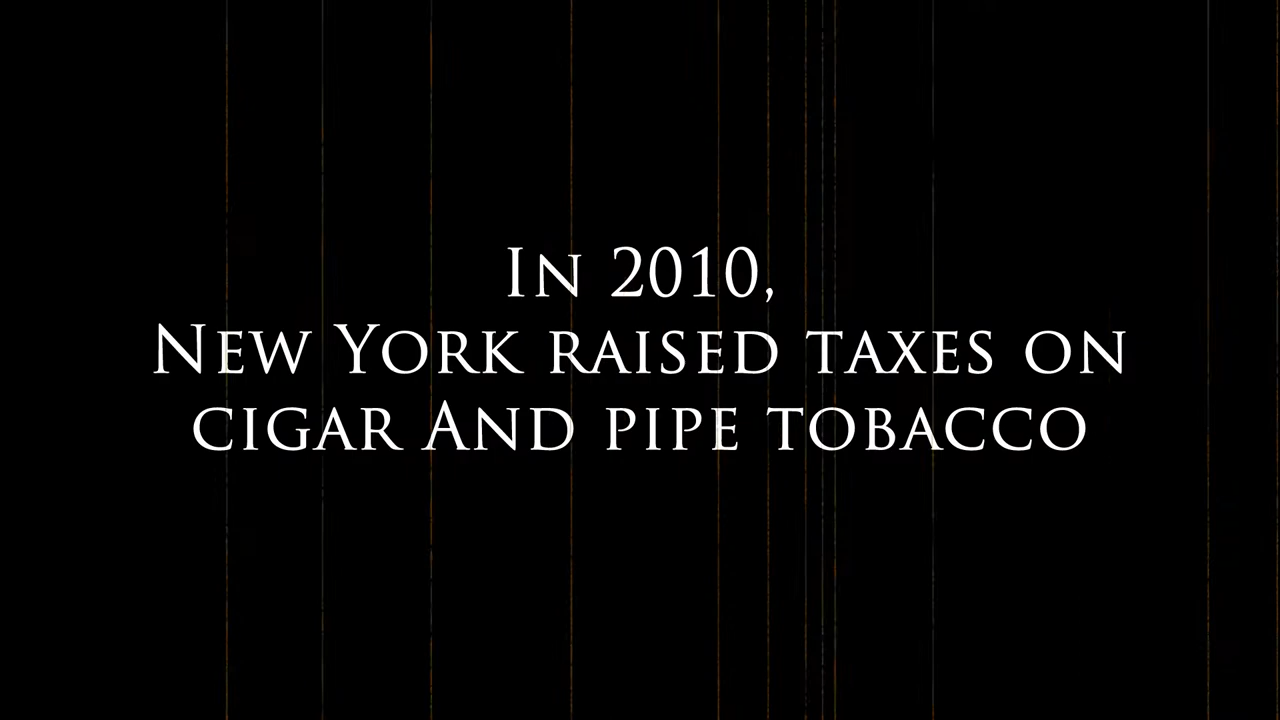 In 2010,
New York raised taxes on
cigar And pipe tobacco